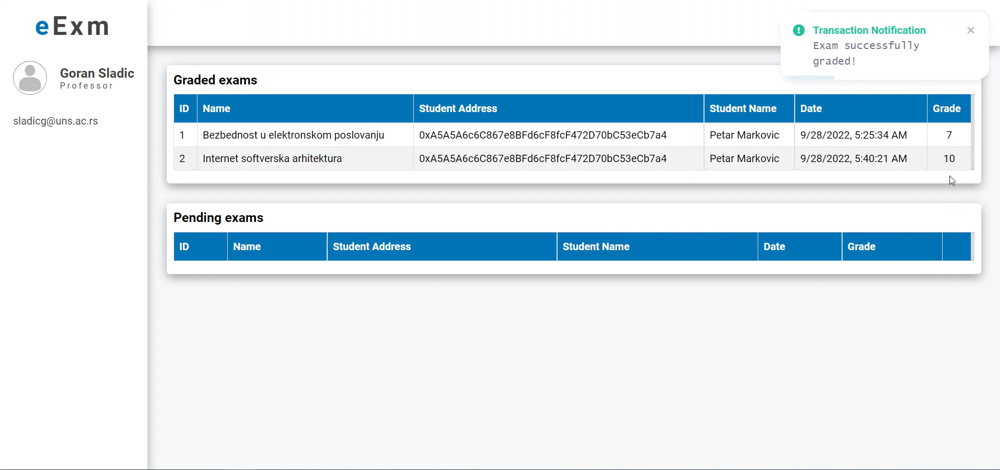 eExm
Goran Sladic
Professor
sladicg@uns.ac.rs
Transaction Notification
Exam successfully
graded!
Graded exams
ID Name Student Address Student Name Date Grade
1 Bezbednost u elektronskom poslovanju 0xA5A5A6c6C867e8BFd6cF8fcF472D70bC53eCb7a4 Petar Markovic 9/28/2022, 5:25:34 AM 7
2 Internet softverska arhitektura 0xA5A5A6c6C867e8BFd6cF8fcF472D70bC53eCb7a4 Petar Markovic 9/28/2022, 5:40:21 AM 10
Pending exams
ID Name Student Address Student Name Date Grade